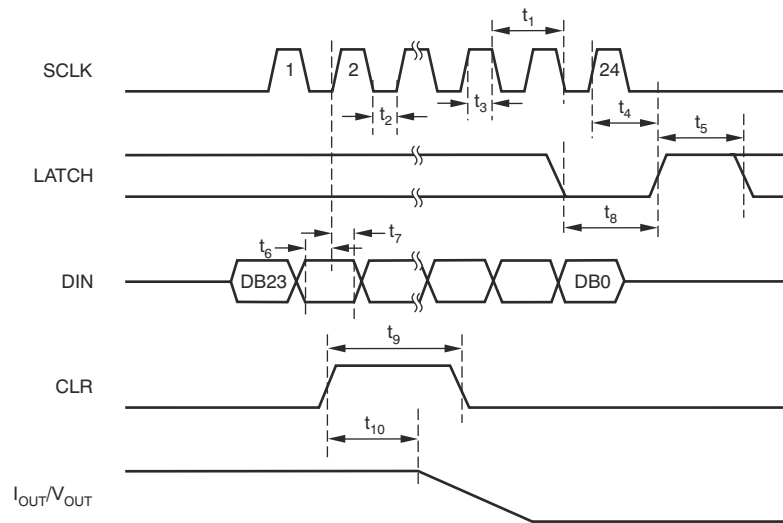 t1
SCLK 1 2 24
t2 t3 t4 t5
LATCH
t8
t6 t7
DIN DB23 DB0
t9
CLR
t10
IOUT/VOUT